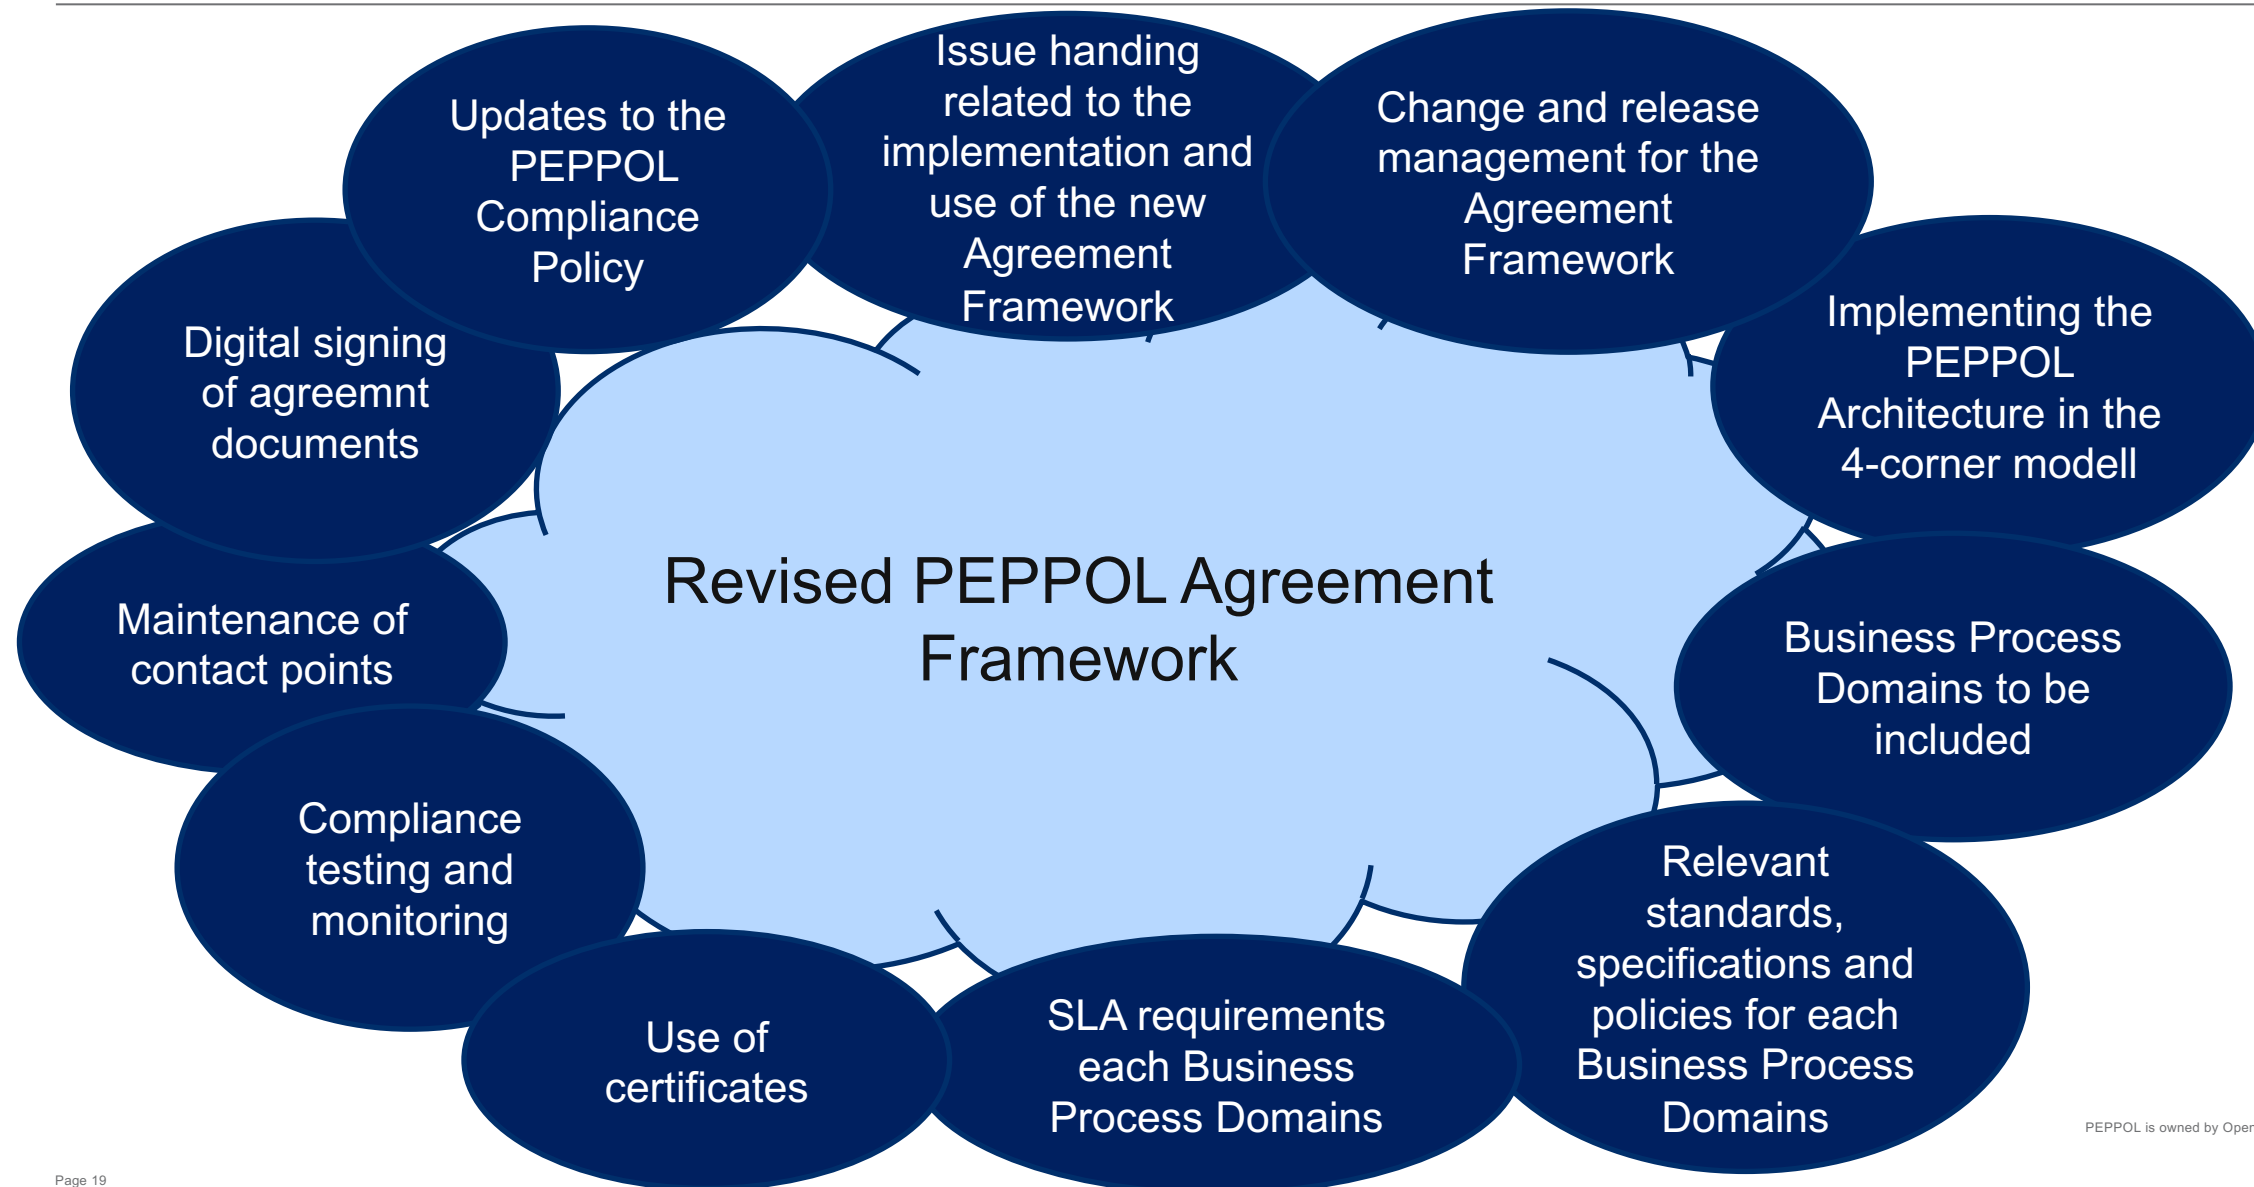 Issue handing
related to the
implementation and
use of the new
Agreement
Framework
Change and release
management for the
Agreement
Framework
Implementing the
PEPPOL
Architecture in the
4-corner modell
Business Process
Domains to be
included
Relevant
standards,
specifications and
policies for each
Business Process
Domains
SLA requirements
each Business
Process Domains
Use of
certificates
Compliance
testing and
monitoring
Maintenance of
contact points
Digital signing
of agreemnt
documents
Updates to the
PEPPOL
Compliance
Policy
Revised PEPPOL Agreement
Framework
PEPPOL is owned by Open
Page 19